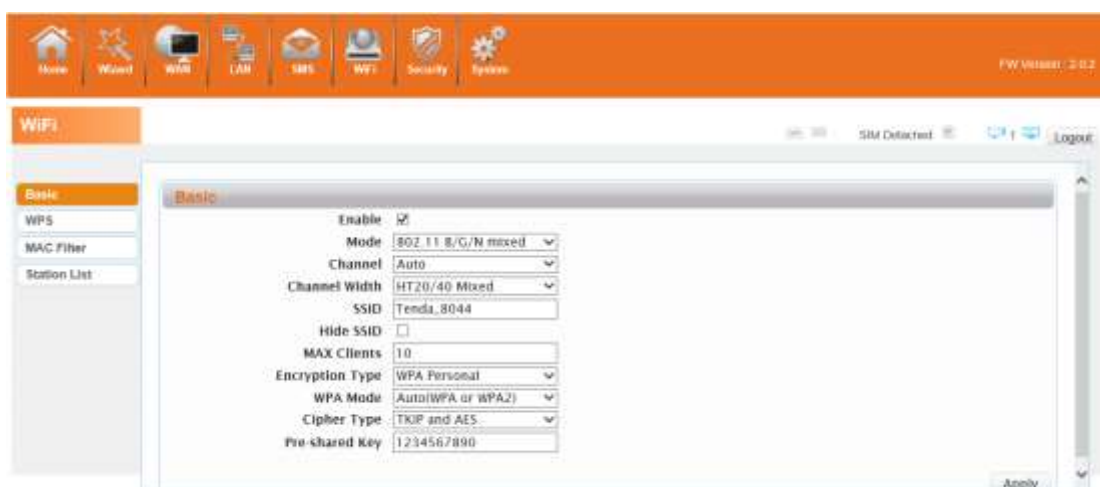 Home Wizard WAN LAN SMS WiFi Security System
FW Version : 2.0.2
WiFi
SIM Detected
1
Logout
Basic
WPS
MAC Filter
Station List
Basic
Enable
Mode 802.11 B/G/N mixed
Channel Auto
Channel Width HT20/40 Mixed
SSID Tenda_8044
Hide SSID
MAX Clients 10
Encryption Type WPA Personal
WPA Mode Auto(WPA or WPA2)
Cipher Type TKIP and AES
Pre-shared Key 1234567890
Apply